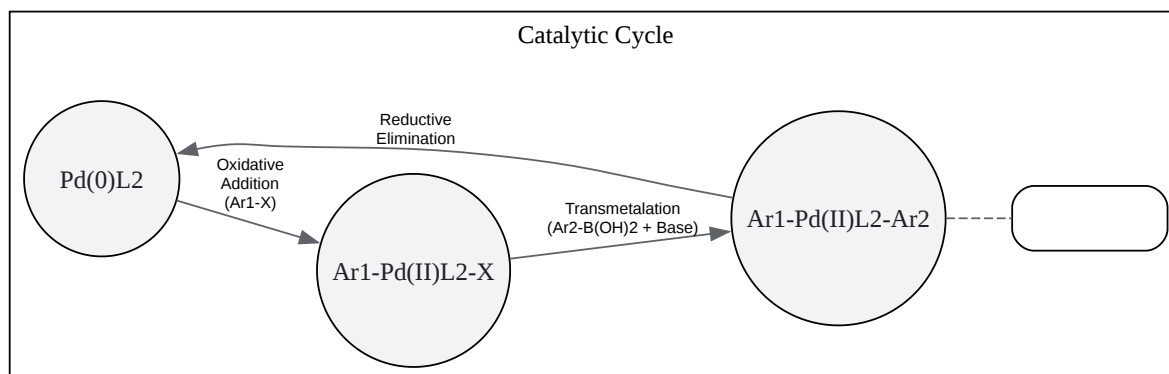 Catalytic Cycle
Reductive
Elimination
Oxidative
Addition
(Ar1-X)
Pd(0)L2
Transmetalation
(Ar2-B(OH)2 + Base)
Ar1-Pd(II)L2-Ar2
Ar1-Pd(II)L2-X